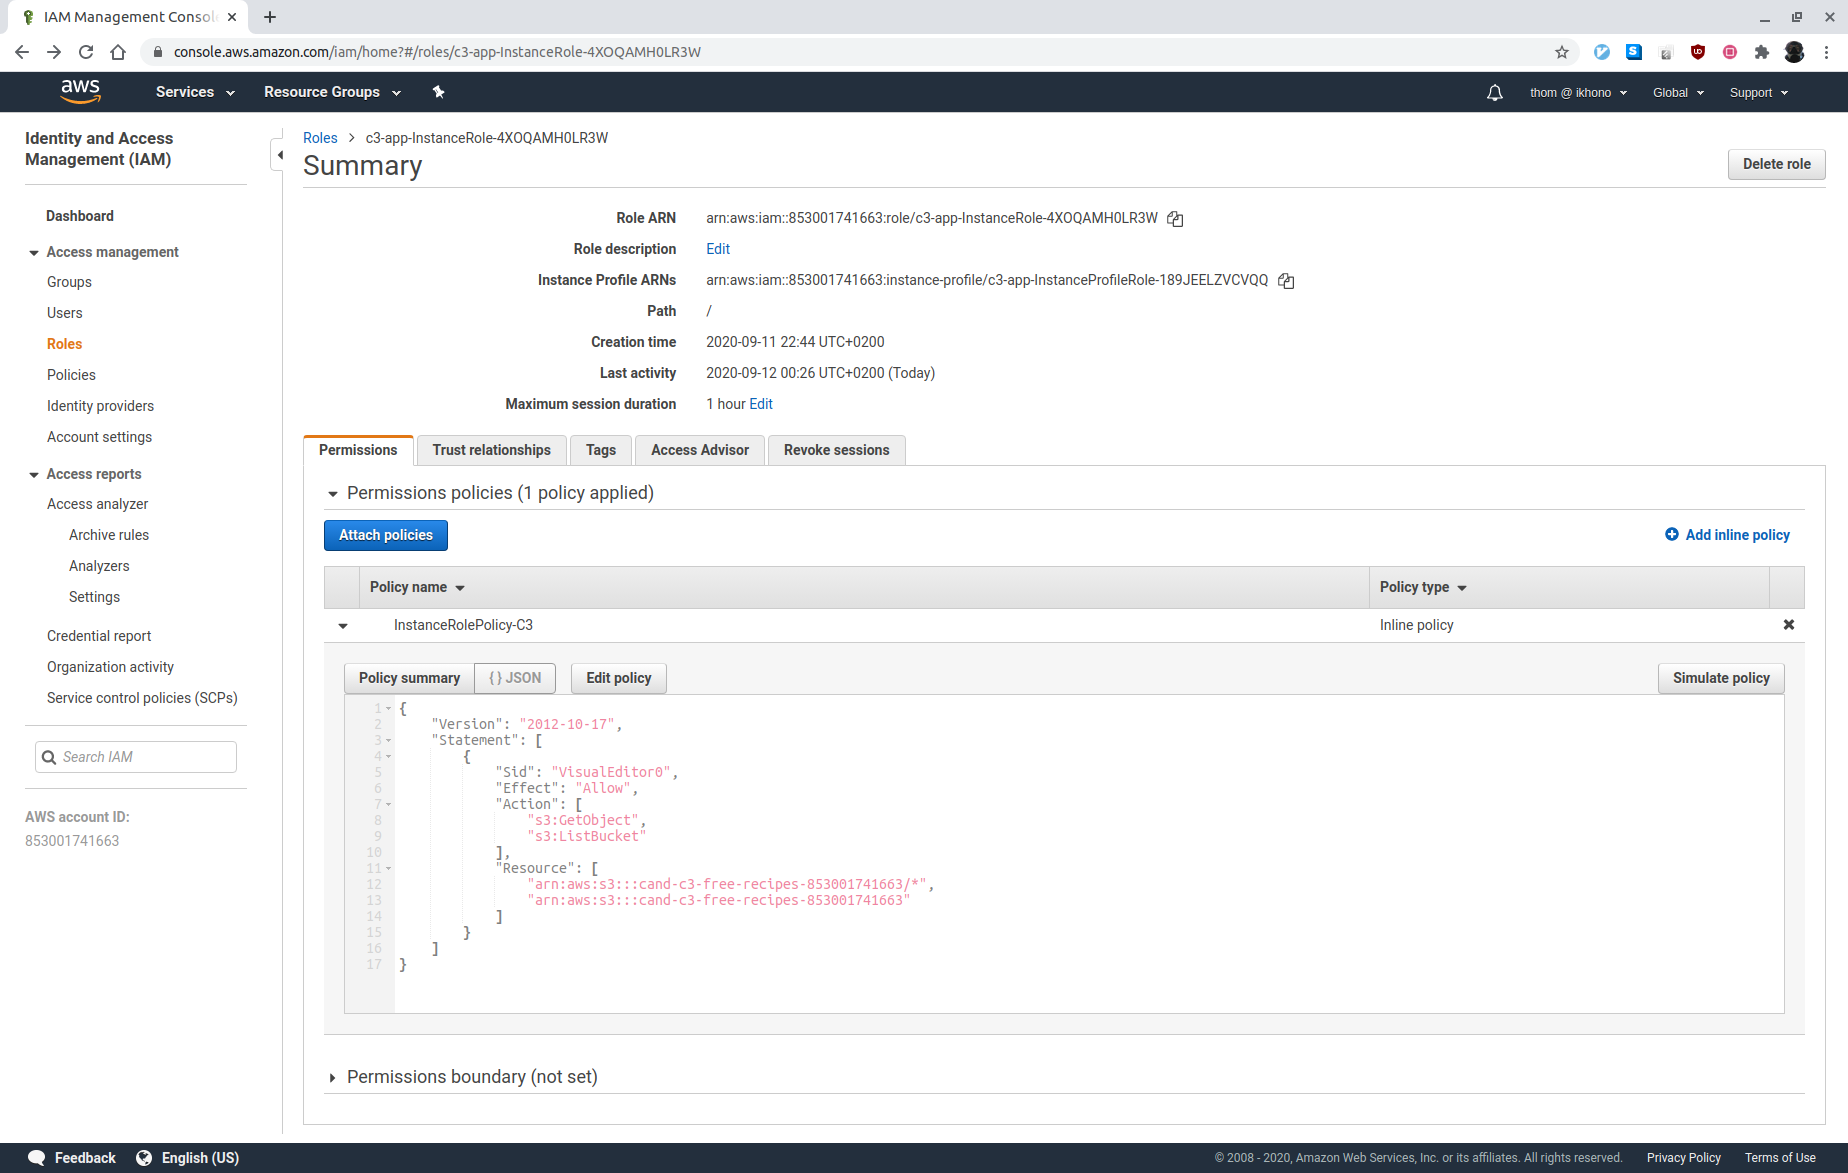 IAM Management Consol
console.aws.amazon.com/iam/home?#/roles/c3-app-InstanceRole-4XOQAMH0LR3W
aws
Services
Resource Groups
thom @ ikhono
Global
Support
Identity and Access
Management (IAM)
Dashboard
Access management
Groups
Users
Roles
Policies
Identity providers
Account settings
Access reports
Access analyzer
Archive rules
Analyzers
Settings
Credential report
Organization activity
Service control policies (SCPs)
Search IAM
AWS account ID:
853001741663
Roles > c3-app-InstanceRole-4XOQAMH0LR3W
Summary
Delete role
Role ARN arn:aws:iam::853001741663:role/c3-app-InstanceRole-4XOQAMH0LR3W
Role description Edit
Instance Profile ARNs arn:aws:iam::853001741663:instance-profile/c3-app-InstanceProfileRole-189JEELZVCVQQ
Path /
Creation time 2020-09-11 22:44 UTC+0200
Last activity 2020-09-12 00:26 UTC+0200 (Today)
Maximum session duration 1 hour Edit
Permissions
Trust relationships
Tags
Access Advisor
Revoke sessions
Permissions policies (1 policy applied)
Attach policies
Add inline policy
Policy name
Policy type
InstanceRolePolicy-C3
Inline policy
Policy summary
{ } JSON
Edit policy
Simulate policy
1 {
2 "Version": "2012-10-17",
3 "Statement": [
4 {
5 "Sid": "VisualEditor0",
6 "Effect": "Allow",
7 "Action": [
8 "s3:GetObject",
9 "s3:ListBucket"
10 ],
11 "Resource": [
12 "arn:aws:s3:::cand-c3-free-recipes-853001741663/*",
13 "arn:aws:s3:::cand-c3-free-recipes-853001741663"
14 ]
15 }
16 ]
17 }
Permissions boundary (not set)
Feedback
English (US)
© 2008 - 2020, Amazon Web Services, Inc. or its affiliates. All rights reserved.
Privacy Policy
Terms of Use